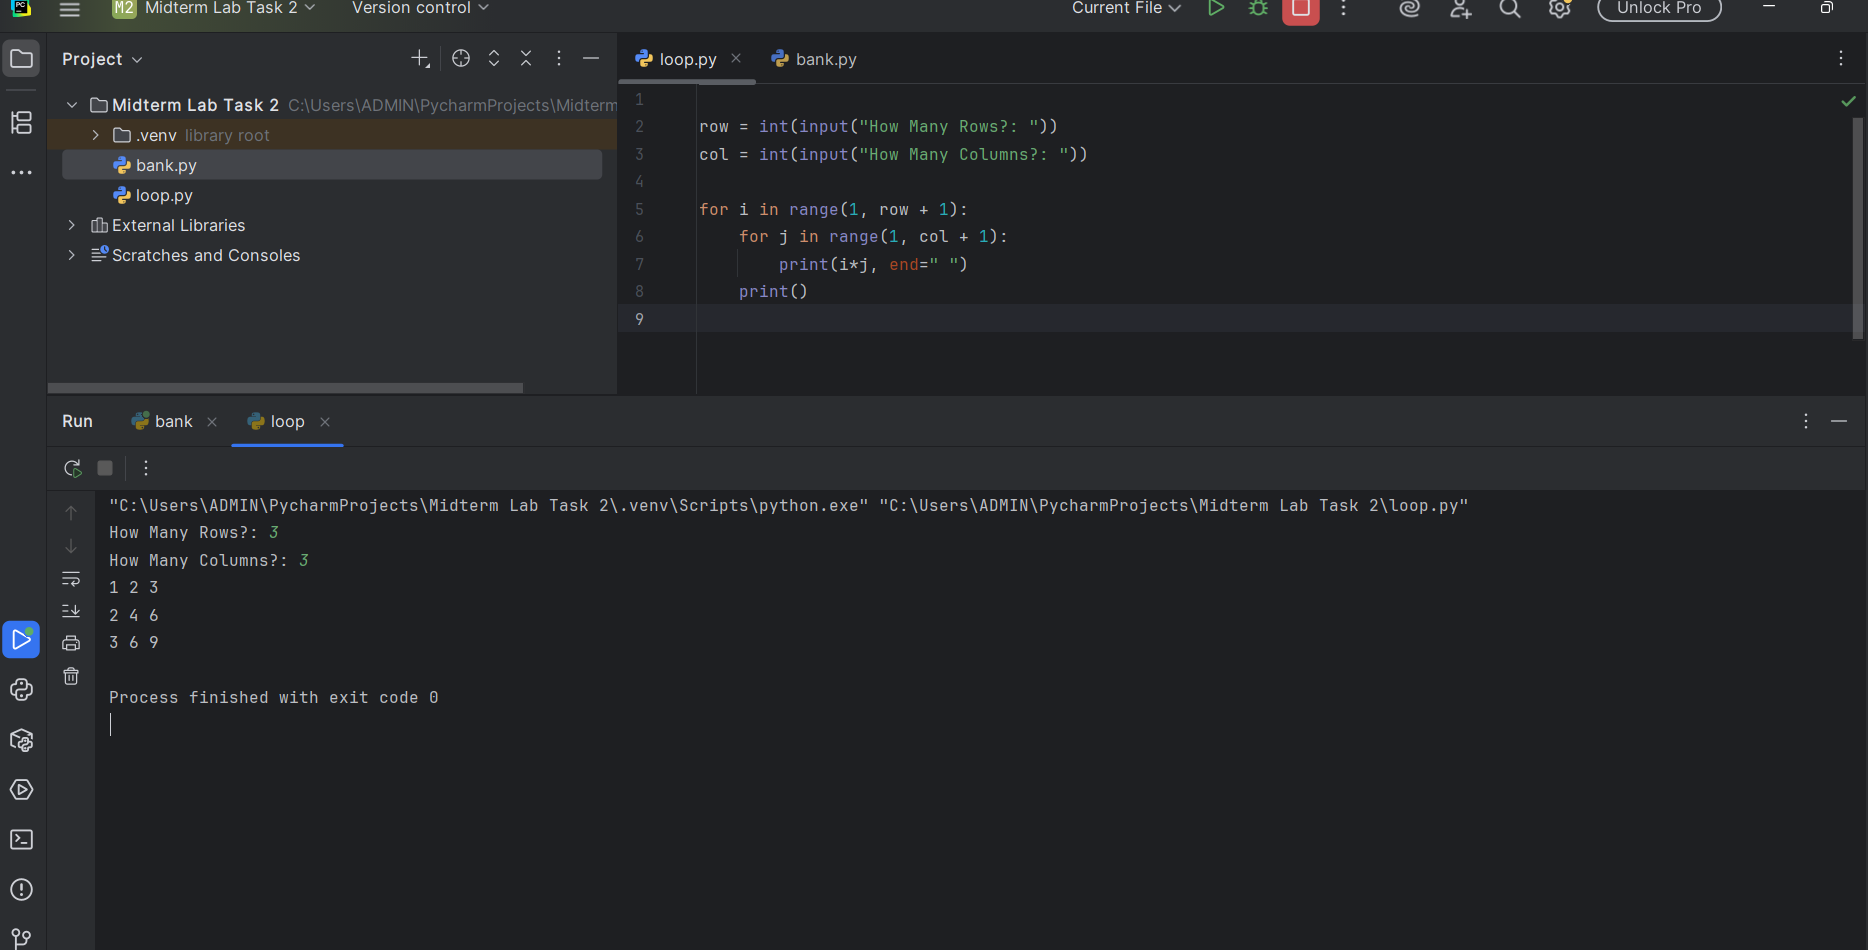 PC M2 Midterm Lab Task 2 Version control Current File Unlock Pro
Project
Midterm Lab Task 2 C:\Users\ADMIN\PycharmProjects\Midterm
.venv library root
bank.py
loop.py
External Libraries
Scratches and Consoles
loop.py bank.py
1
2 row = int(input("How Many Rows?: "))
3 col = int(input("How Many Columns?: "))
4
5 for i in range(1, row + 1):
6     for j in range(1, col + 1):
7         print(i*j, end=" ")
8     print()
9
Run bank loop
"C:\Users\ADMIN\PycharmProjects\Midterm Lab Task 2\.venv\Scripts\python.exe" "C:\Users\ADMIN\PycharmProjects\Midterm Lab Task 2\loop.py"
How Many Rows?: 3
How Many Columns?: 3
1 2 3
2 4 6
3 6 9
Process finished with exit code 0